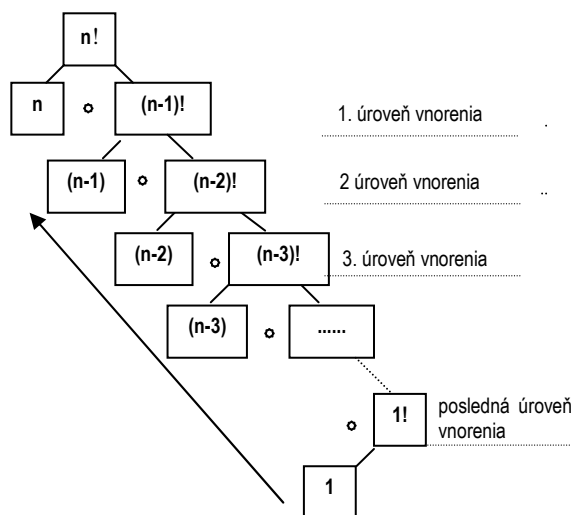 n!
n (n-1)! 1. úroveň vnorenia .
(n-1) (n-2)! 2 úroveň vnorenia ..
(n-2) (n-3)! 3. úroveň vnorenia
(n-3) ......
1! posledná úroveň
vnorenia
1